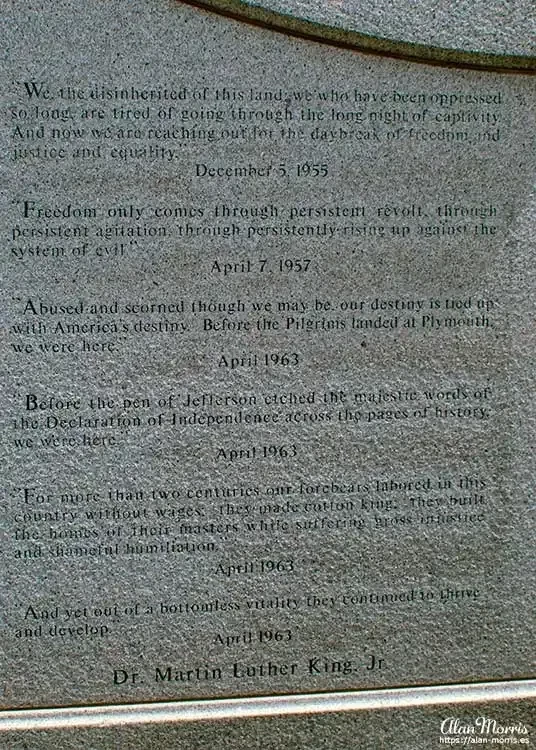 "We, the disinherited of this land, we who have been oppressed
so long, are tired of going through the long night of captivity.
And now we are reaching out for the daybreak of freedom and
justice and equality."
December 5, 1955
"Freedom only comes through persistent revolt, through
persistent agitation, through persistently rising up against the
system of evil."
April 7, 1957
"Abused and scorned though we may be, our destiny is tied up
with America's destiny. Before the Pilgrims landed at Plymouth,
we were here."
April 1963
"Before the pen of Jefferson etched the majestic words of
the Declaration of Independence across the pages of history,
we were here."
April 1963
"For more than two centuries our forebears labored in this
country without wages; they made cotton king; they built
the homes of their masters while suffering gross injustice
and shameful humiliation.
April 1963
"And yet out of a bottomless vitality they continued to thrive
and develop.
April 1963
Dr. Martin Luther King, Jr.
Alan Morris
https://alan-morris.es